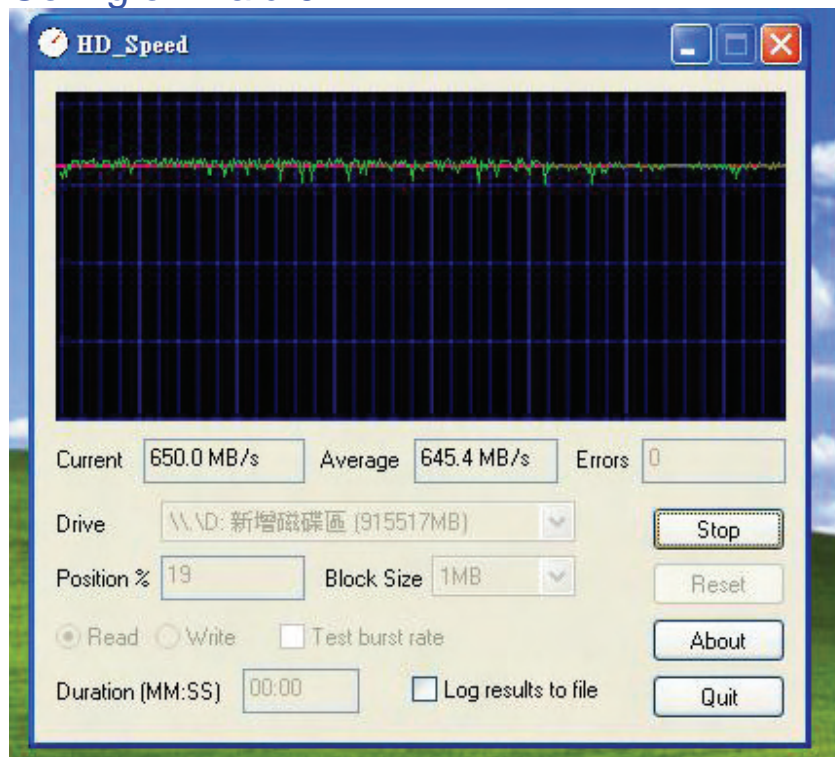 HD_Speed
Current 650.0 MB/s Average 645.4 MB/s Errors 0
Drive \\.\D: 新增磁碟區 (915517MB) Stop
Position % 19 Block Size 1MB Reset
Read Write Test burst rate About
Duration (MM:SS) 00:00 Log results to file Quit